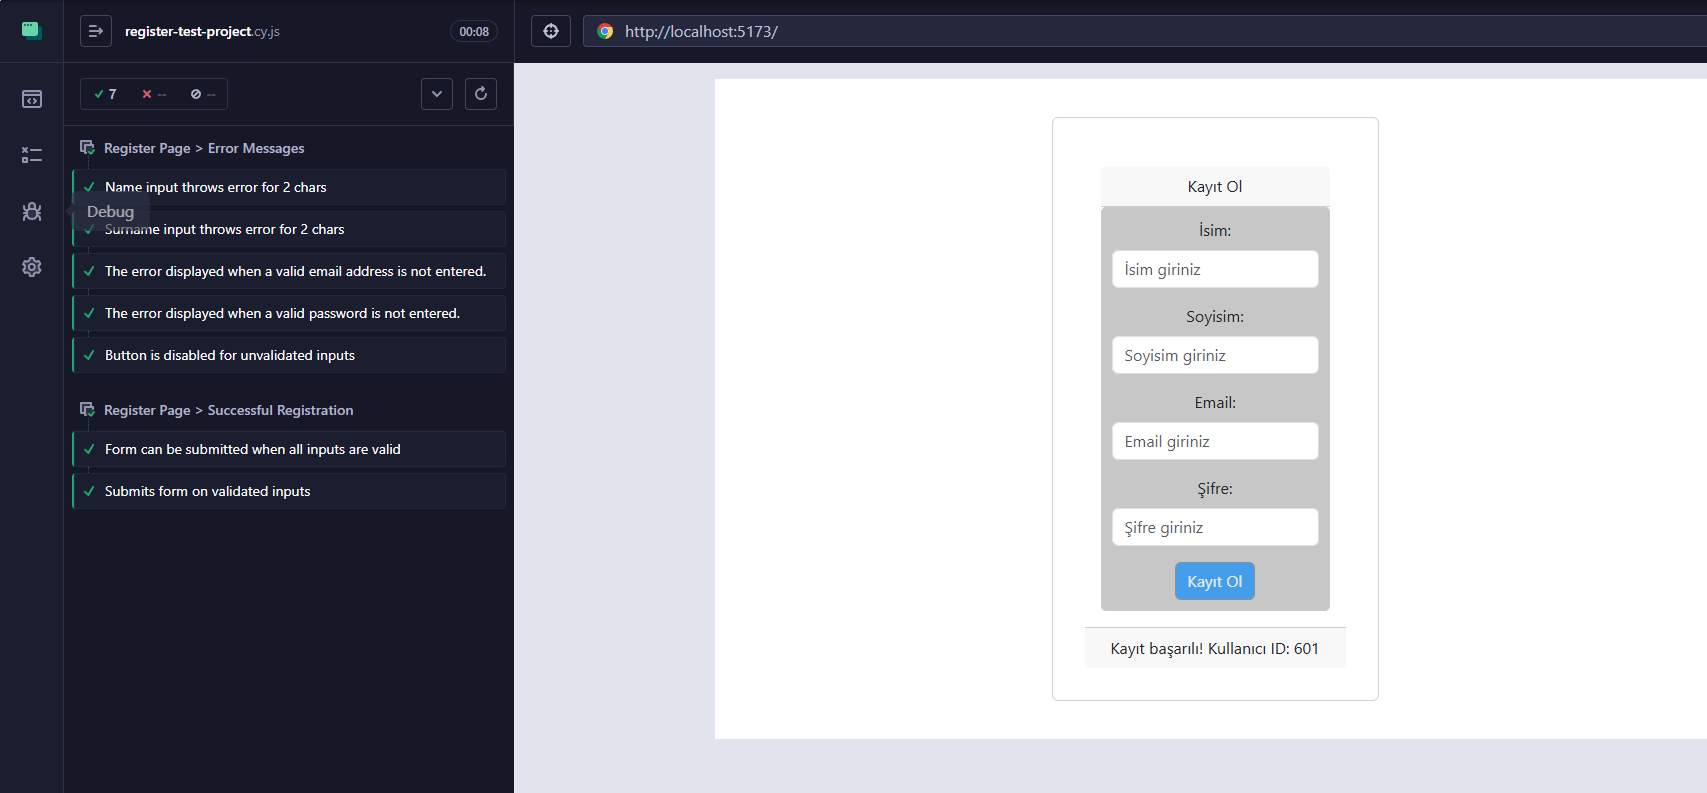 register-test-project.cy.js
00:08
http://localhost:5173/
7
--
--
Register Page > Error Messages
Name input throws error for 2 chars
Debug
Surname input throws error for 2 chars
The error displayed when a valid email address is not entered.
The error displayed when a valid password is not entered.
Button is disabled for unvalidated inputs
Register Page > Successful Registration
Form can be submitted when all inputs are valid
Submits form on validated inputs
Kayıt Ol
İsim:
İsim giriniz
Soyisim:
Soyisim giriniz
Email:
Email giriniz
Şifre:
Şifre giriniz
Kayıt Ol
Kayıt başarılı! Kullanıcı ID: 601